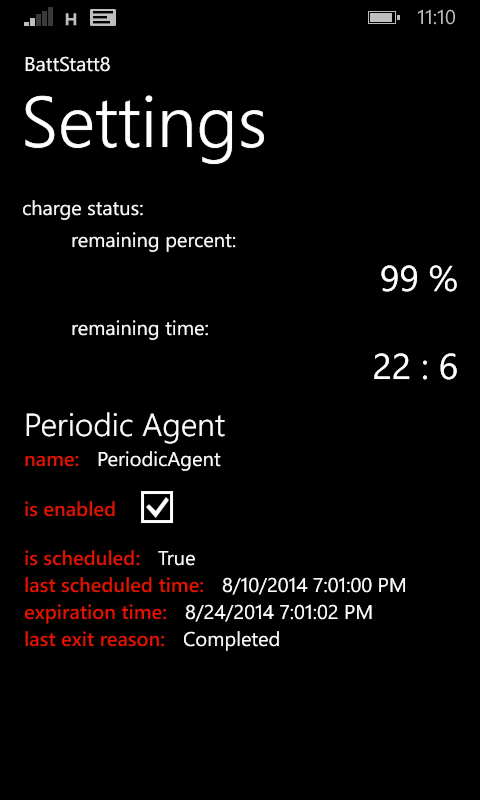 H 11:10
BattStatt8
Settings
charge status:
remaining percent:
99 %
remaining time:
22 : 6
Periodic Agent
name: PeriodicAgent
is enabled
is scheduled: True
last scheduled time: 8/10/2014 7:01:00 PM
expiration time: 8/24/2014 7:01:02 PM
last exit reason: Completed